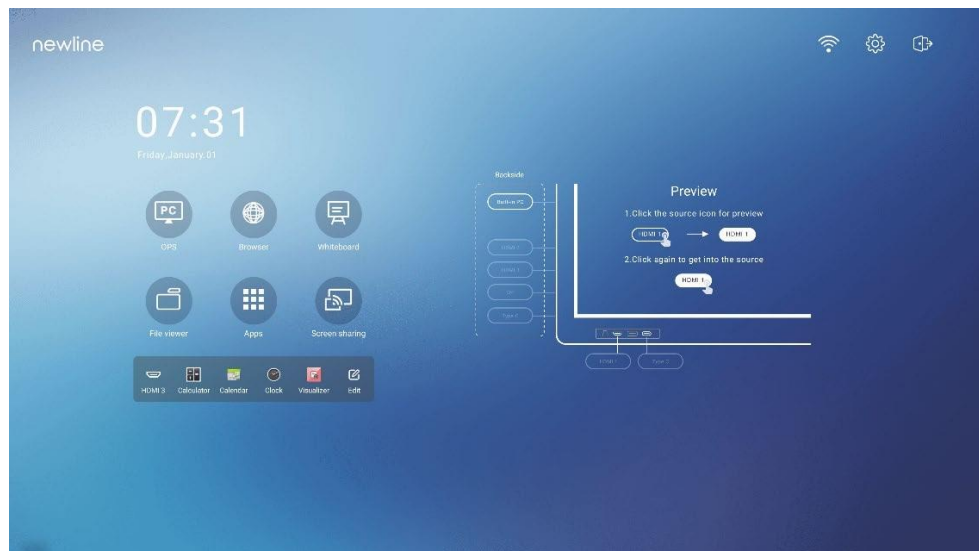 newline
07:31
Friday,January.01
PC
OPS
Browser
Whiteboard
File viewer
Apps
Screen sharing
HDMI 3
Calculator
Calendar
Clock
Visualizer
Edit
Backside
Built-in PC
Preview
1.Click the source icon for preview
HDMI 1
HDMI 1
2.Click again to get into the source
HDMI 1